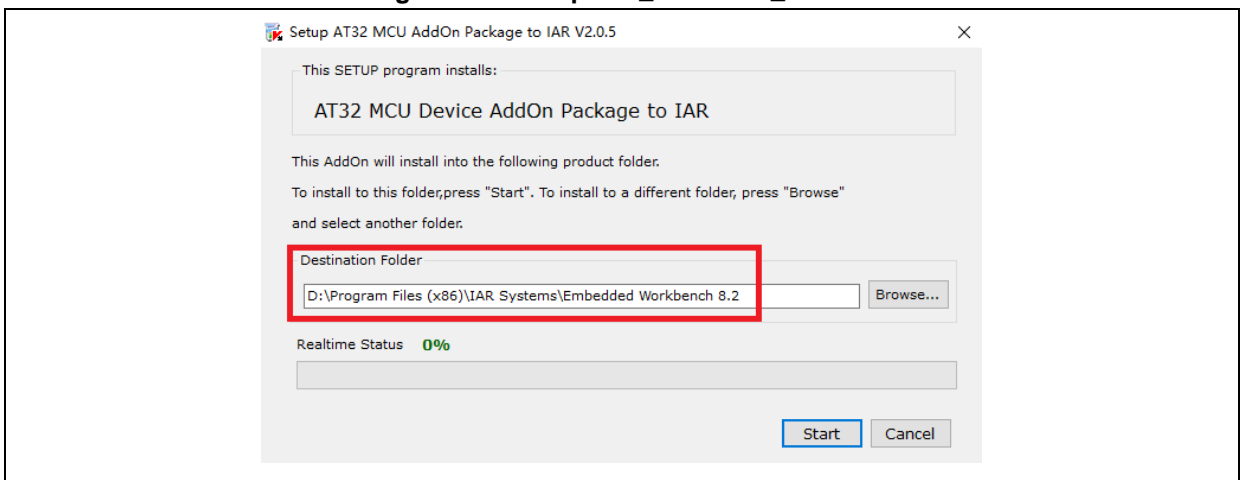 Setup AT32 MCU AddOn Package to IAR V2.0.5
This SETUP program installs:
AT32 MCU Device AddOn Package to IAR
This AddOn will install into the following product folder.
To install to this folder,press "Start". To install to a different folder, press "Browse"
and select another folder.
Destination Folder
D:\Program Files (x86)\IAR Systems\Embedded Workbench 8.2
Browse...
Realtime Status 0%
Start Cancel